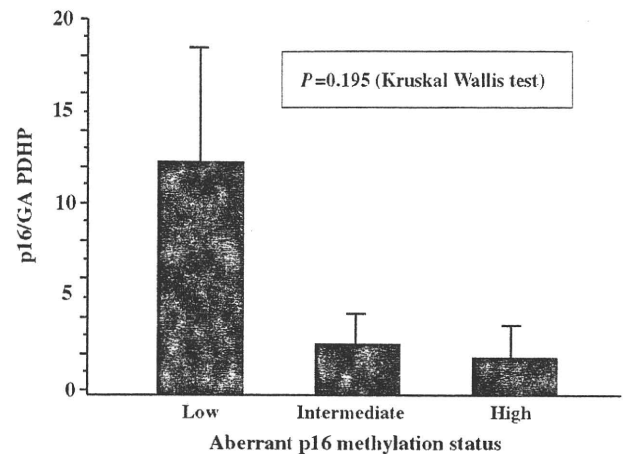 20
15
10
5
0
p16/GA PDHP
P=0.195 (Kruskal Wallis test)
Low Intermediate High
Aberrant p16 methylation status